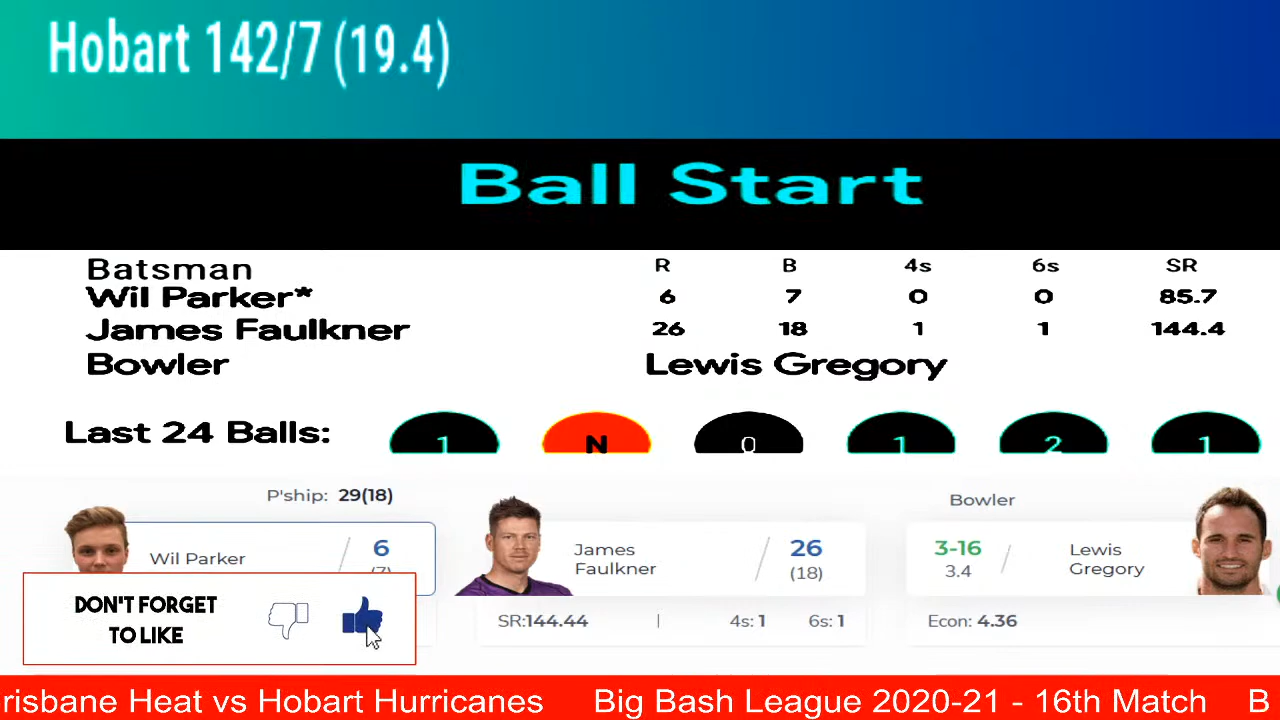 Hobart 142/7 (19.4)
Ball Start
Batsman R B 4s 6s SR
Wil Parker* 6 7 0 0 85.7
James Faulkner 26 18 1 1 144.4
Bowler Lewis Gregory
Last 24 Balls: 1 N 0 1 2 1
P'ship: 29(18)
Bowler
Wil Parker 6
(7)
James
Faulkner
26
(18)
3-16
3.4
Lewis
Gregory
SR:144.44 4s: 1 6s: 1
Econ: 4.36
DON'T FORGET
TO LIKE
risbane Heat vs Hobart Hurricanes Big Bash League 2020-21 - 16th Match B